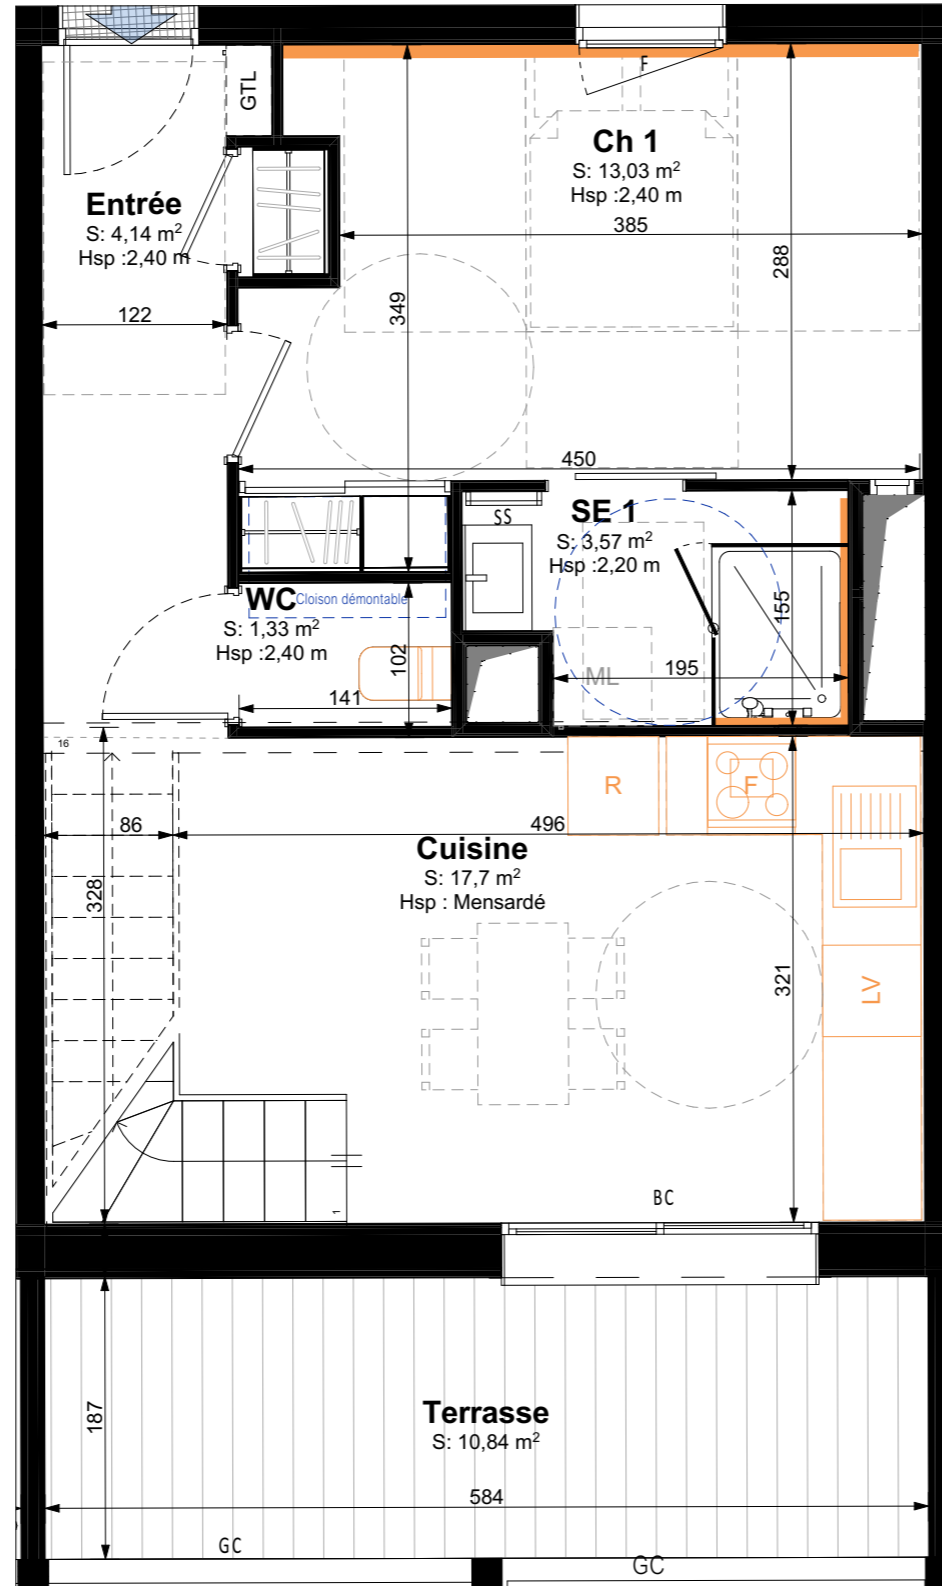 GTL
F
Ch 1
S: 13,03 m²
Hsp :2,40 m
385
288
349
Entrée
S: 4,14 m²
Hsp :2,40 m
122
450
SS
SE 1
S: 3,57 m²
Hsp :2,20 m
155
195
ML
WC
Cloison démontable
S: 1,33 m²
Hsp :2,40 m
102
141
16
86
496
R
F
328
Cuisine
S: 17,7 m²
Hsp : Mensardé
321
LV
BC
1
187
Terrasse
S: 10,84 m²
584
GC
GC